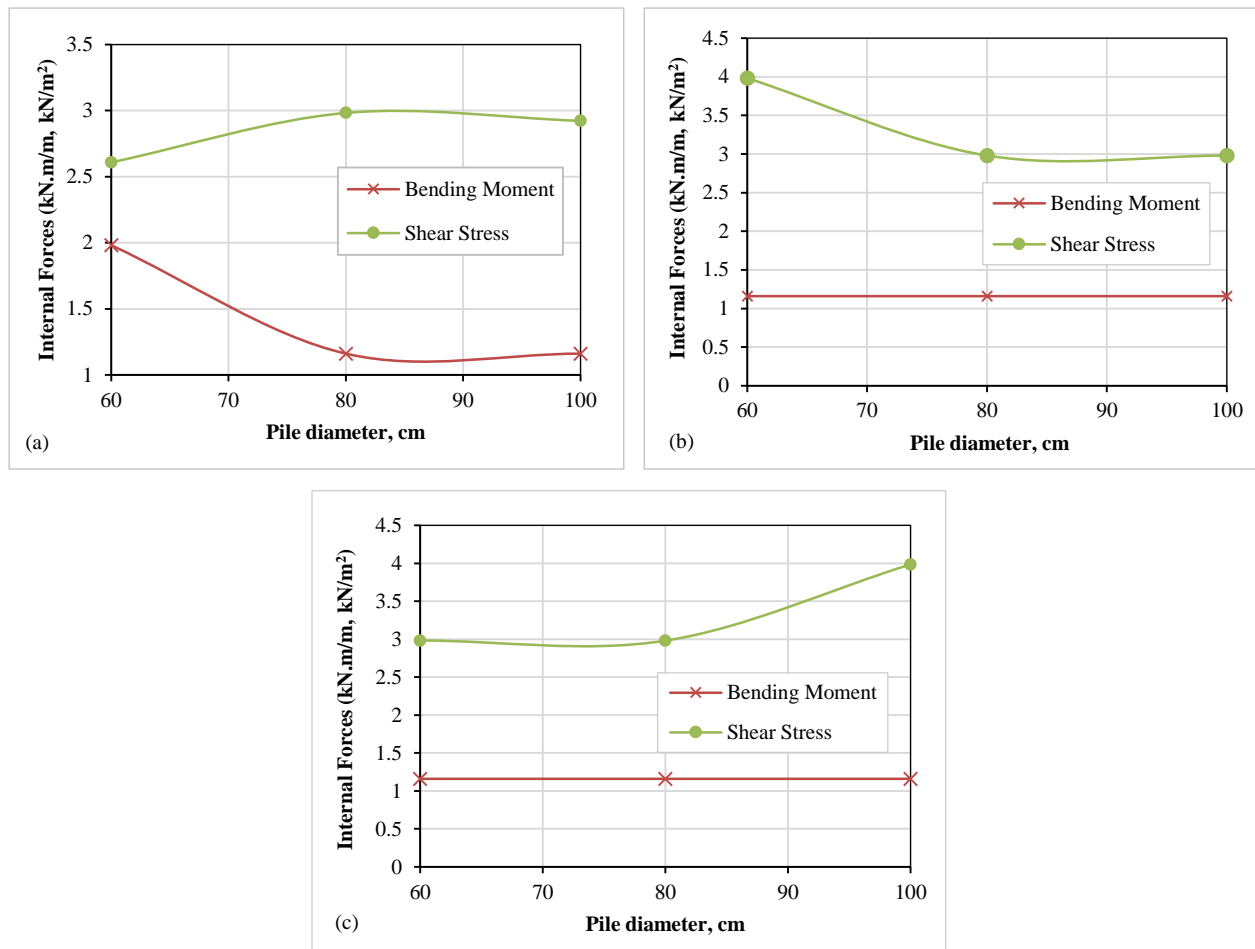 Internal Forces (kN.m/m, kN/m²)
3.5
3
2.5
2
1.5
1
60
70
80
90
100
Bending Moment
Shear Stress
Pile diameter, cm
(a)
Internal Forces (kN.m/m, kN/m²)
4.5
4
3.5
3
2.5
2
1.5
1
0.5
0
60
70
80
90
100
Bending Moment
Shear Stress
Pile diameter, cm
(b)
Internal Forces (kN.m/m, kN/m²)
4.5
4
3.5
3
2.5
2
1.5
1
0.5
0
60
70
80
90
100
Bending Moment
Shear Stress
Pile diameter, cm
(c)